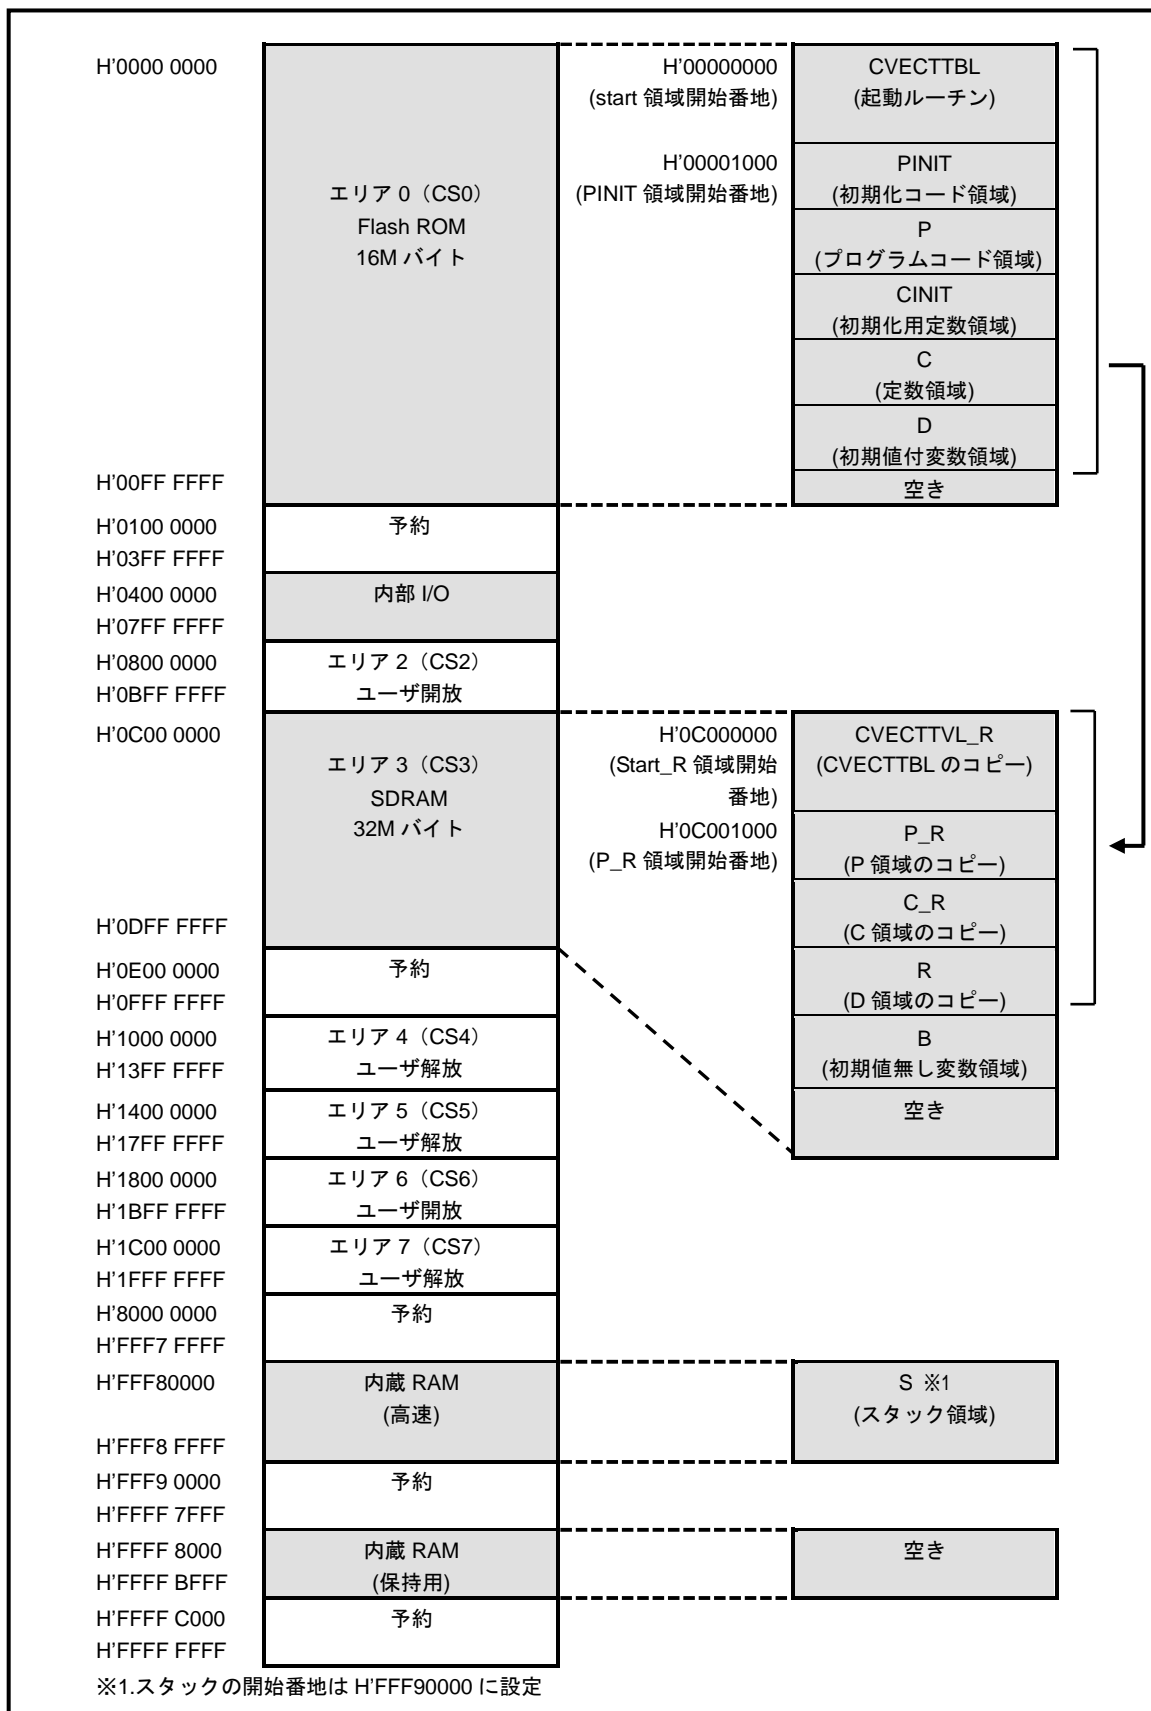 H'0000 0000
エリア 0（CS0）
Flash ROM
16M バイト
H'00FF FFFF
H'00000000
(start 領域開始番地)
H'00001000
(PINIT 領域開始番地)
CVECTTBL
(起動ルーチン)
PINIT
(初期化コード領域)
P
(プログラムコード領域)
CINIT
(初期化用定数領域)
C
(定数領域)
D
(初期値付変数領域)
空き
H'0100 0000
予約
H'03FF FFFF
H'0400 0000
内部 I/O
H'07FF FFFF
H'0800 0000
エリア 2（CS2）
H'0BFF FFFF
ユーザ開放
H'0C00 0000
エリア 3（CS3）
SDRAM
32M バイト
H'0DFF FFFF
H'0C000000
(Start_R 領域開始
番地)
H'0C001000
(P_R 領域開始番地)
CVECTTVL_R
(CVECTTBL のコピー)
P_R
(P 領域のコピー)
C_R
(C 領域のコピー)
R
(D 領域のコピー)
B
(初期値無し変数領域)
空き
H'0E00 0000
予約
H'0FFF FFFF
H'1000 0000
エリア 4（CS4）
H'13FF FFFF
ユーザ解放
H'1400 0000
エリア 5（CS5）
H'17FF FFFF
ユーザ解放
H'1800 0000
エリア 6（CS6）
H'1BFF FFFF
ユーザ開放
H'1C00 0000
エリア 7（CS7）
H'1FFF FFFF
ユーザ解放
H'8000 0000
予約
H'FFF7 FFFF
H'FFF80000
内蔵 RAM
(高速)
H'FFF8 FFFF
S ※1
(スタック領域)
H'FFF9 0000
予約
H'FFFF 7FFF
H'FFFF 8000
内蔵 RAM
H'FFFF BFFF
(保持用)
空き
H'FFFF C000
予約
H'FFFF FFFF
※1.スタックの開始番地は H'FFF90000 に設定